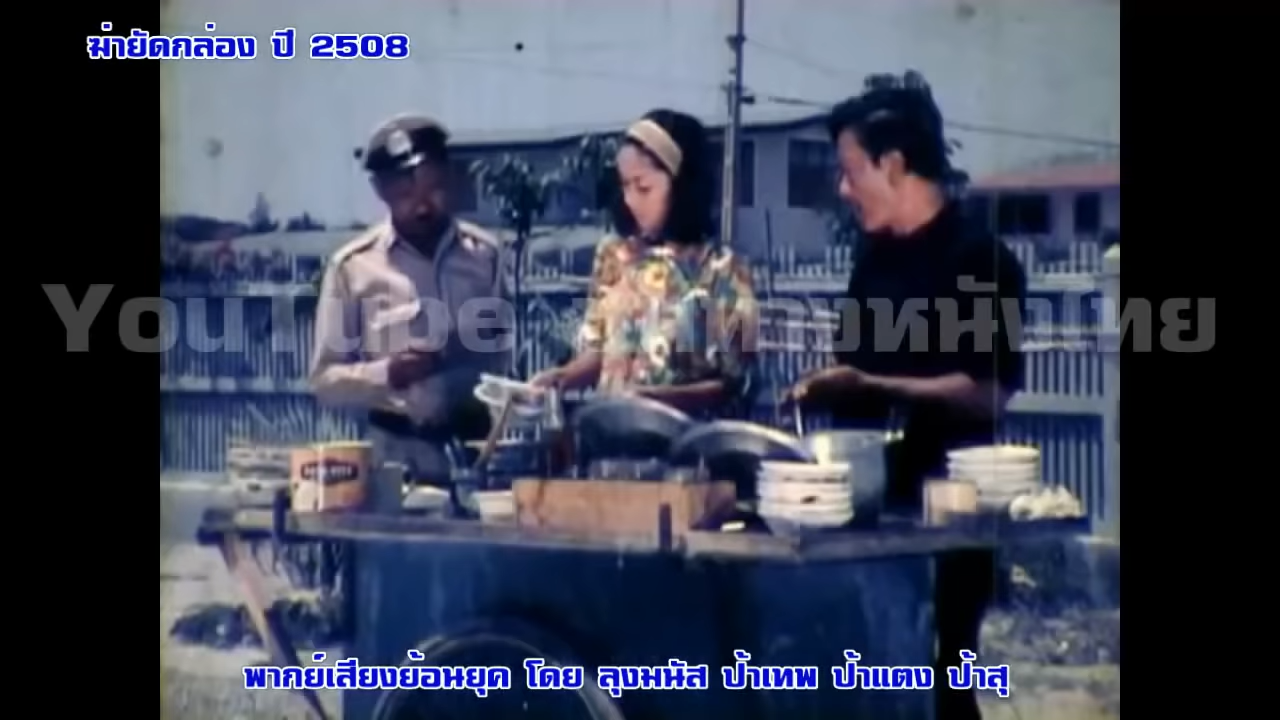 ฆ่ายัดกล่อง ปี 2508
YouTube
พากย์เสียงย้อนยุค โดย ลุงมนัส ป้าเทพ ป้าแตง ป้าสุ